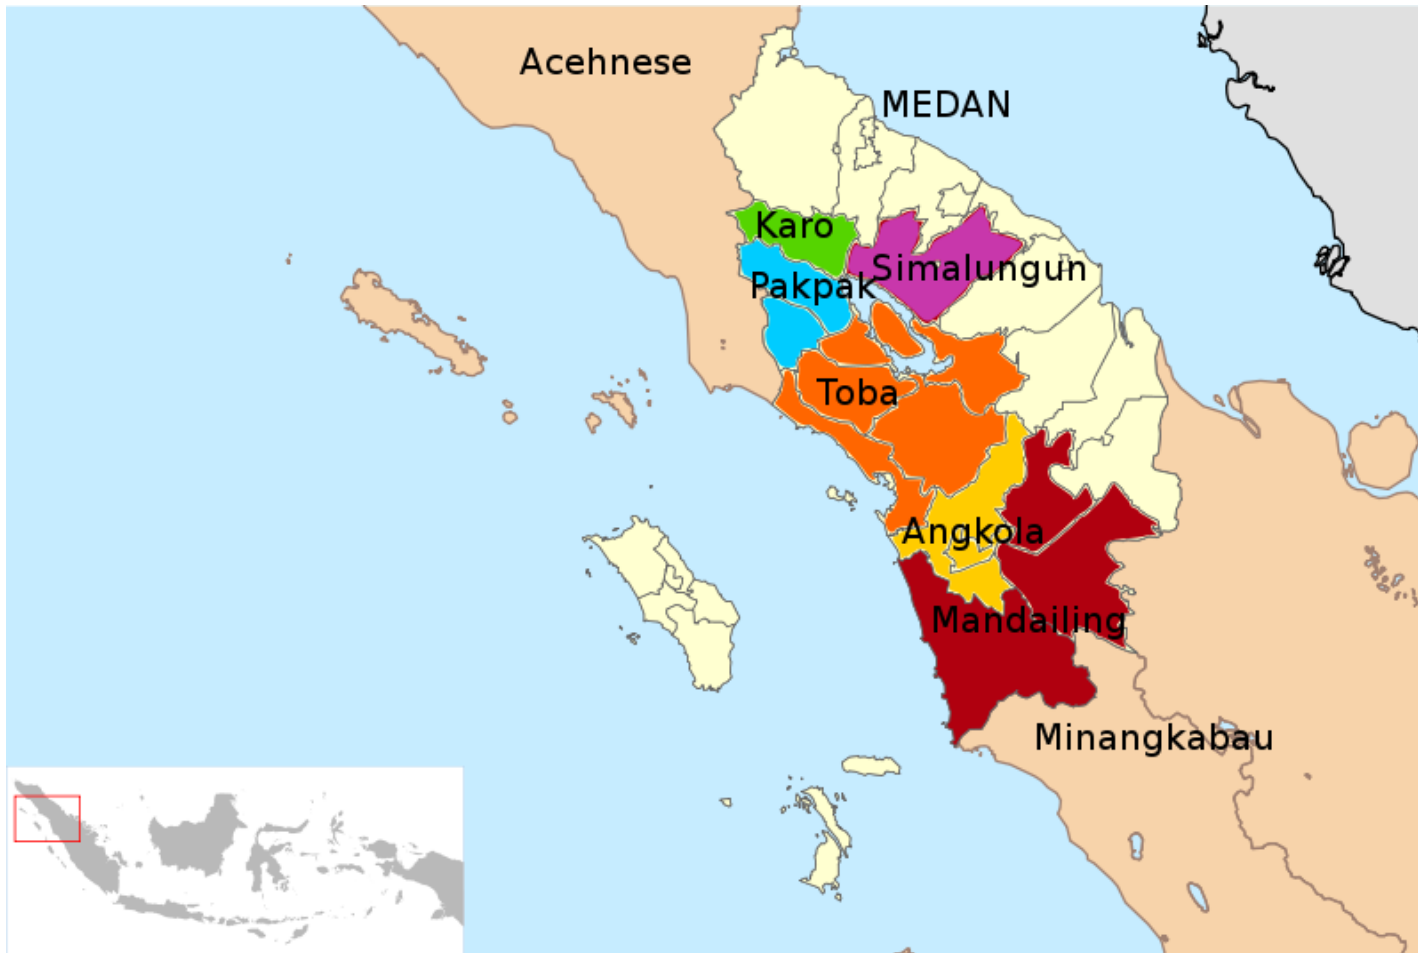 Acehnese
MEDAN
Karo
Simalungun
Pakpak
Toba
Angkola
Mandailing
Minangkabau